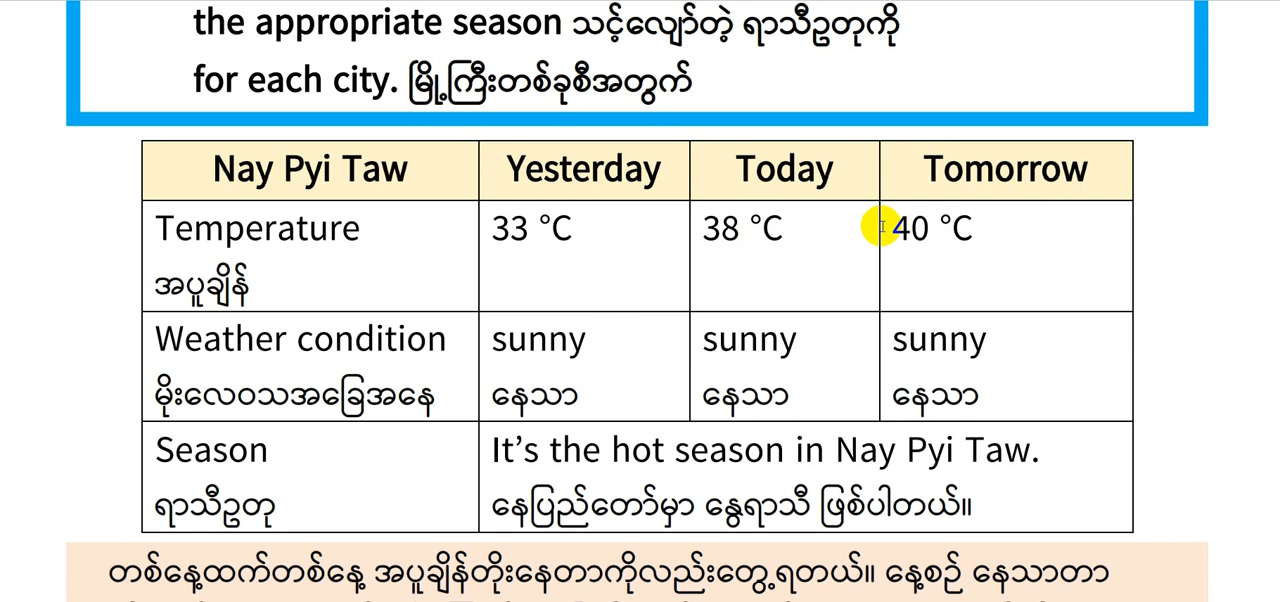 the appropriate season သင့်လျော်တဲ့ ရာသီဥတုကို
for each city. မြို့ကြီးတစ်ခုစီအတွက်
Nay Pyi Taw Yesterday Today Tomorrow
Temperature 33 °C 38 °C 40 °C
အပူချိန်
Weather condition sunny sunny sunny
မိုးလေဝသအခြေအနေ နေသာ နေသာ နေသာ
Season It's the hot season in Nay Pyi Taw.
ရာသီဥတု နေပြည်တော်မှာ နွေရာသီ ဖြစ်ပါတယ်။
တစ်နေ့ထက်တစ်နေ့ အပူချိန်တိုးနေတာကိုလည်းတွေ့ရတယ်။ နေ့စဉ် နေသာတာ